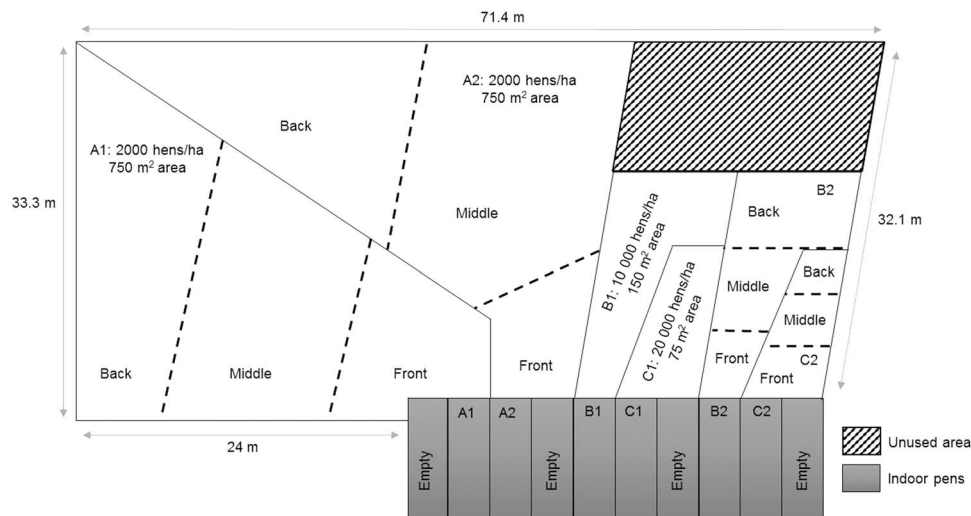 71.4 m
A2: 2000 hens/ha
750 m² area
Back
A1: 2000 hens/ha
750 m² area
B2
Back
33.3 m
Middle
32.1 m
B1: 10 000 hens/ha
150 m² area
Back
Middle
C1: 20 000 hens/ha
75 m² area
Middle
Front
C2
Back
Middle
Front
Front
Front
A1
A2
B1
C1
B2
C2
Empty
Empty
Empty
Empty
24 m
Unused area
Indoor pens